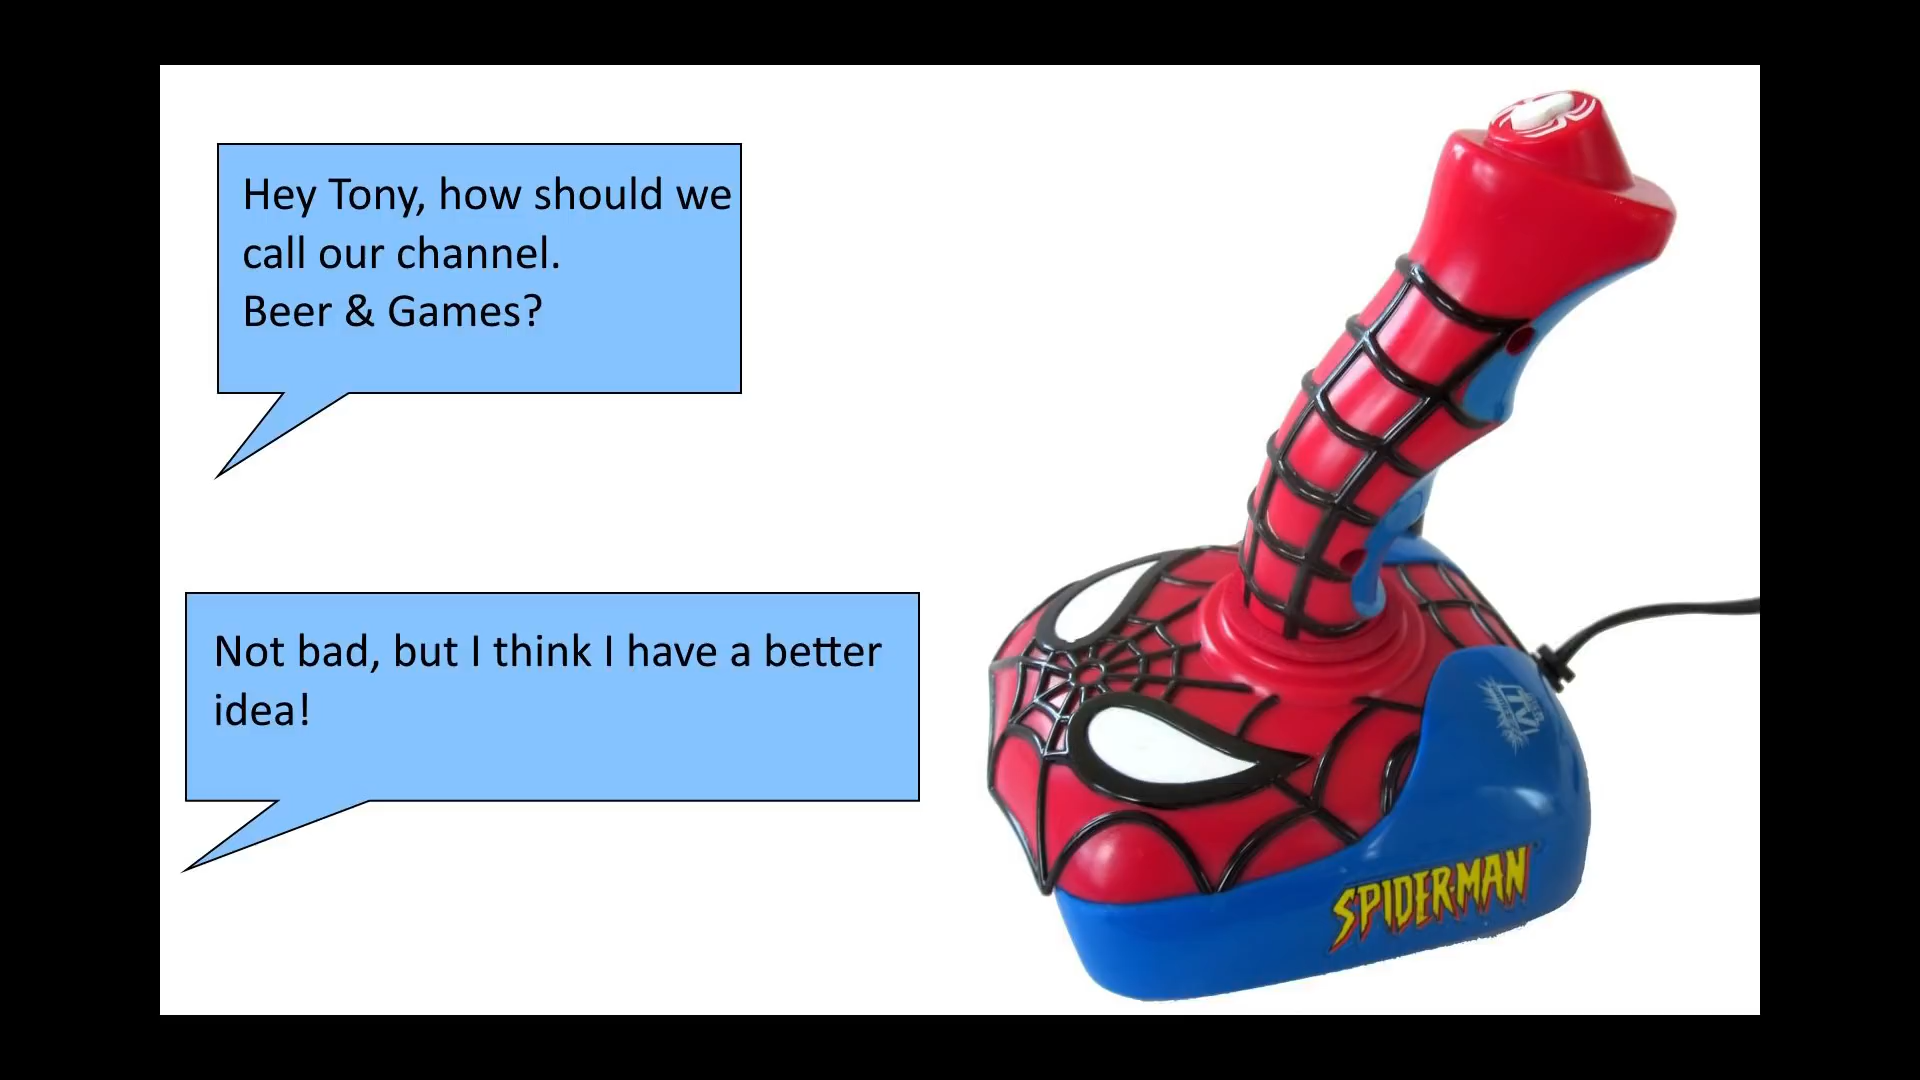 Hey Tony, how should we
call our channel.
Beer & Games?
Not bad, but I think I have a better
idea!
SPIDER-MAN